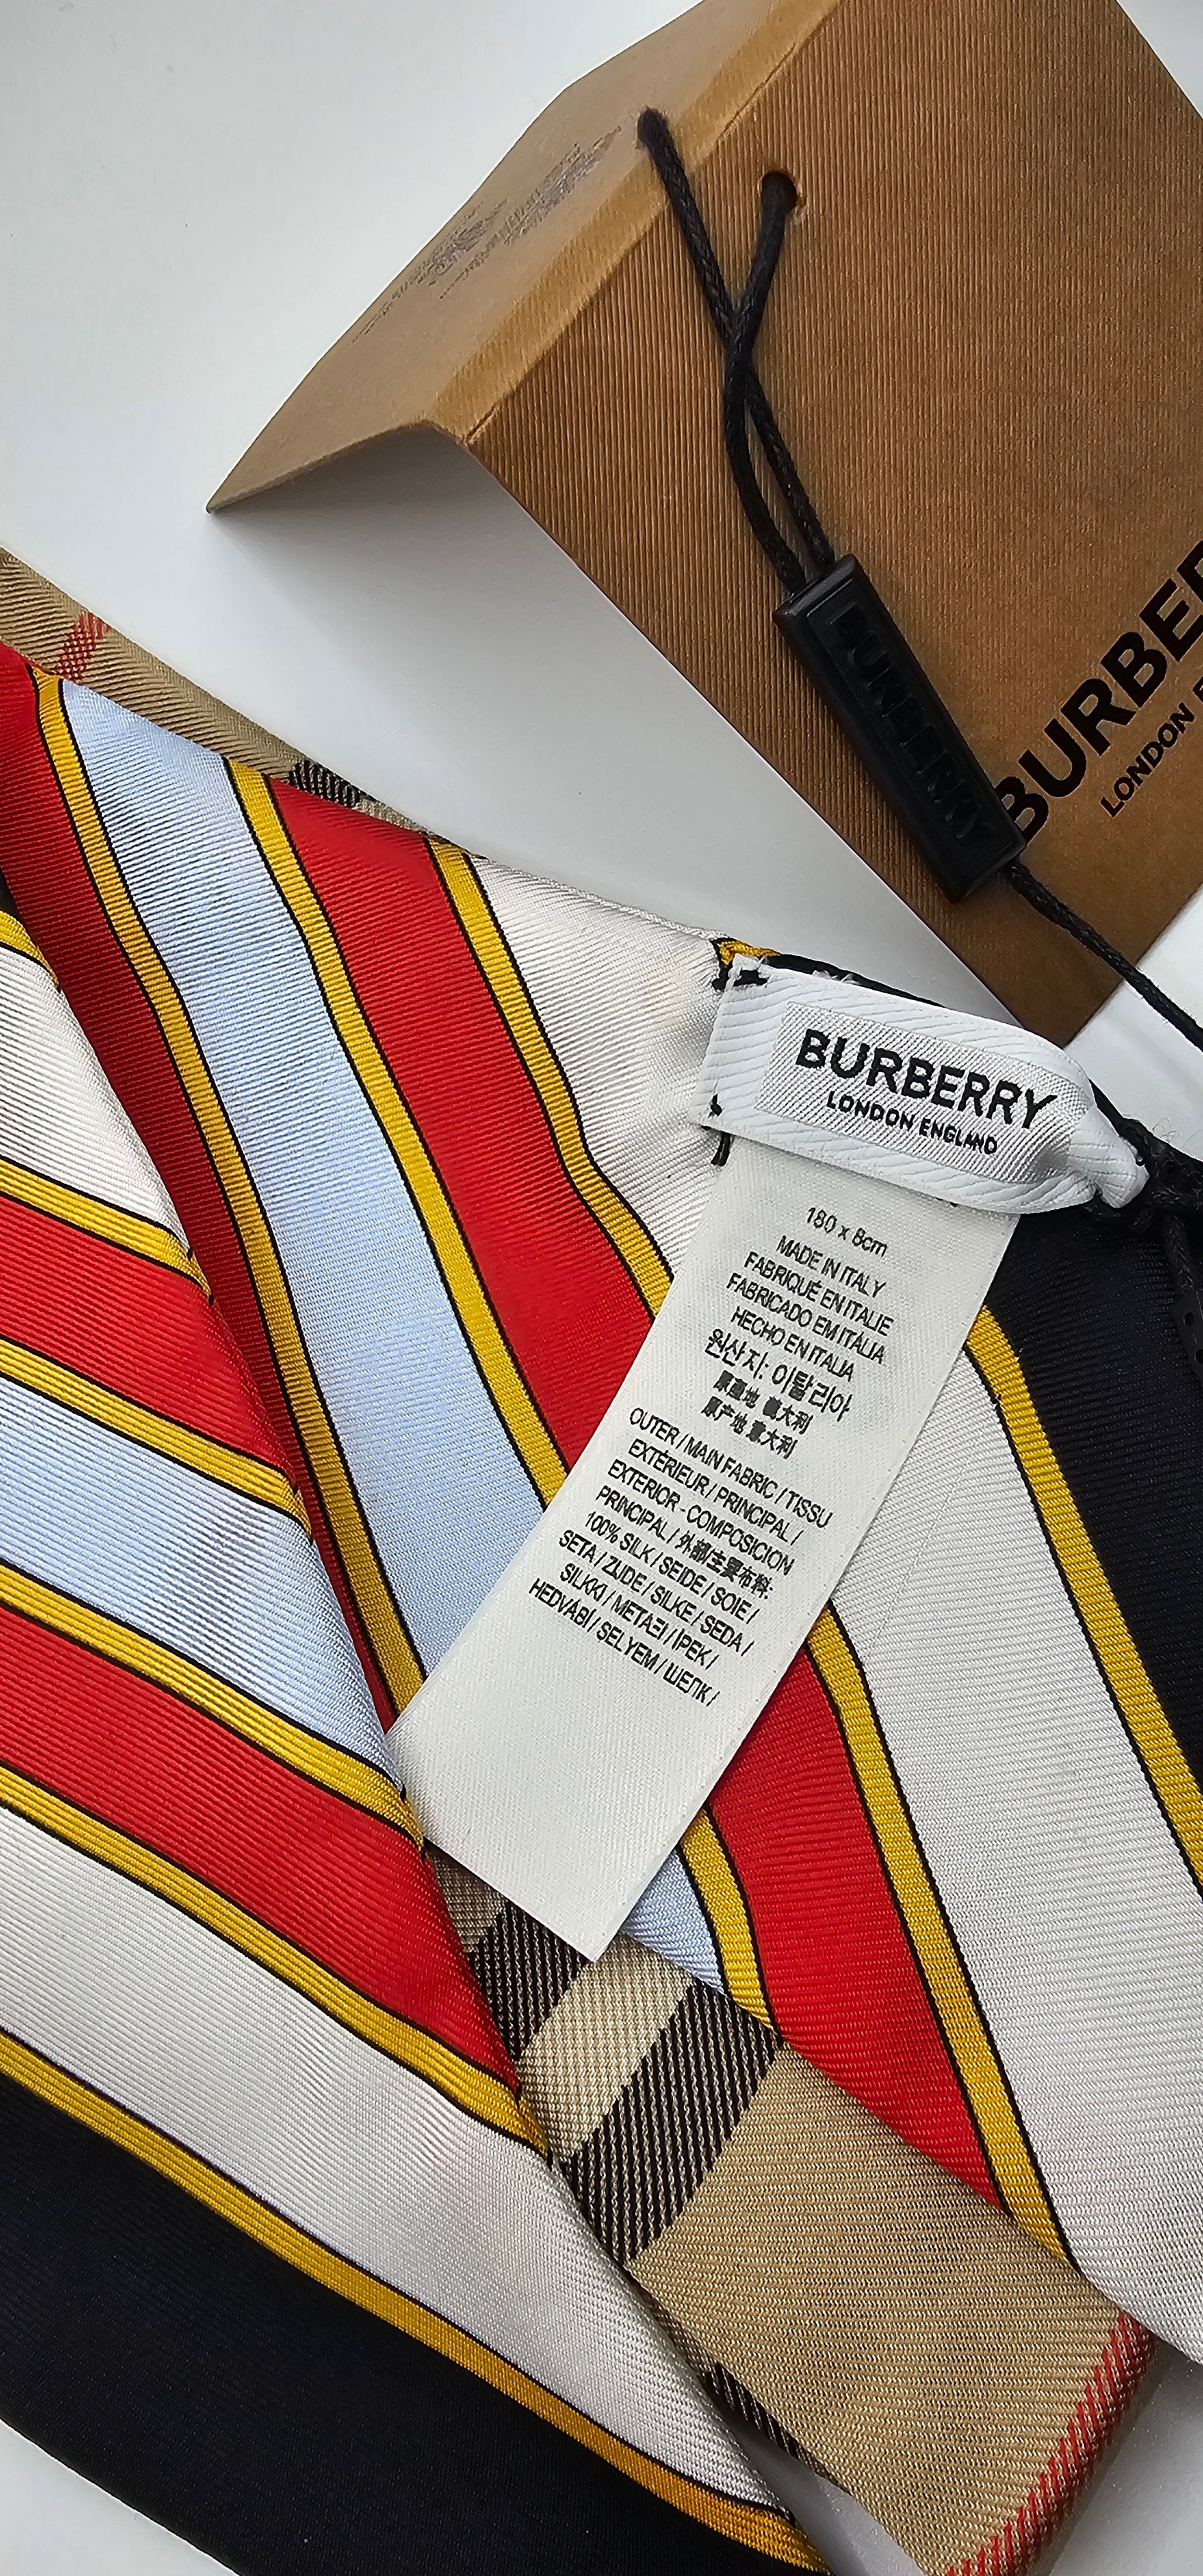 BURBER
LONDON E
BURBERRY
BURBERRY
LONDON ENGLAND
180 x 8cm
MADE IN ITALY
FABRIQUÉ EN ITALIE
FABRICADO EM ITÁLIA
HECHO EN ITALIA
원산지: 이탈리아
原產地 義大利
原产地 意大利
OUTER / MAIN FABRIC / TISSU
EXTÉRIEUR / PRINCIPAL /
EXTERIOR - COMPOSICION
PRINCIPAL / 外部/主要布料:
100% SILK / SEIDE / SOIE /
SETA / ZIJDE / SILKE / SEDA /
SILKKI / ΜΕΤΑΞΙ / İPEK /
HEDVÁBÍ / SELYEM / ШЕЛК /